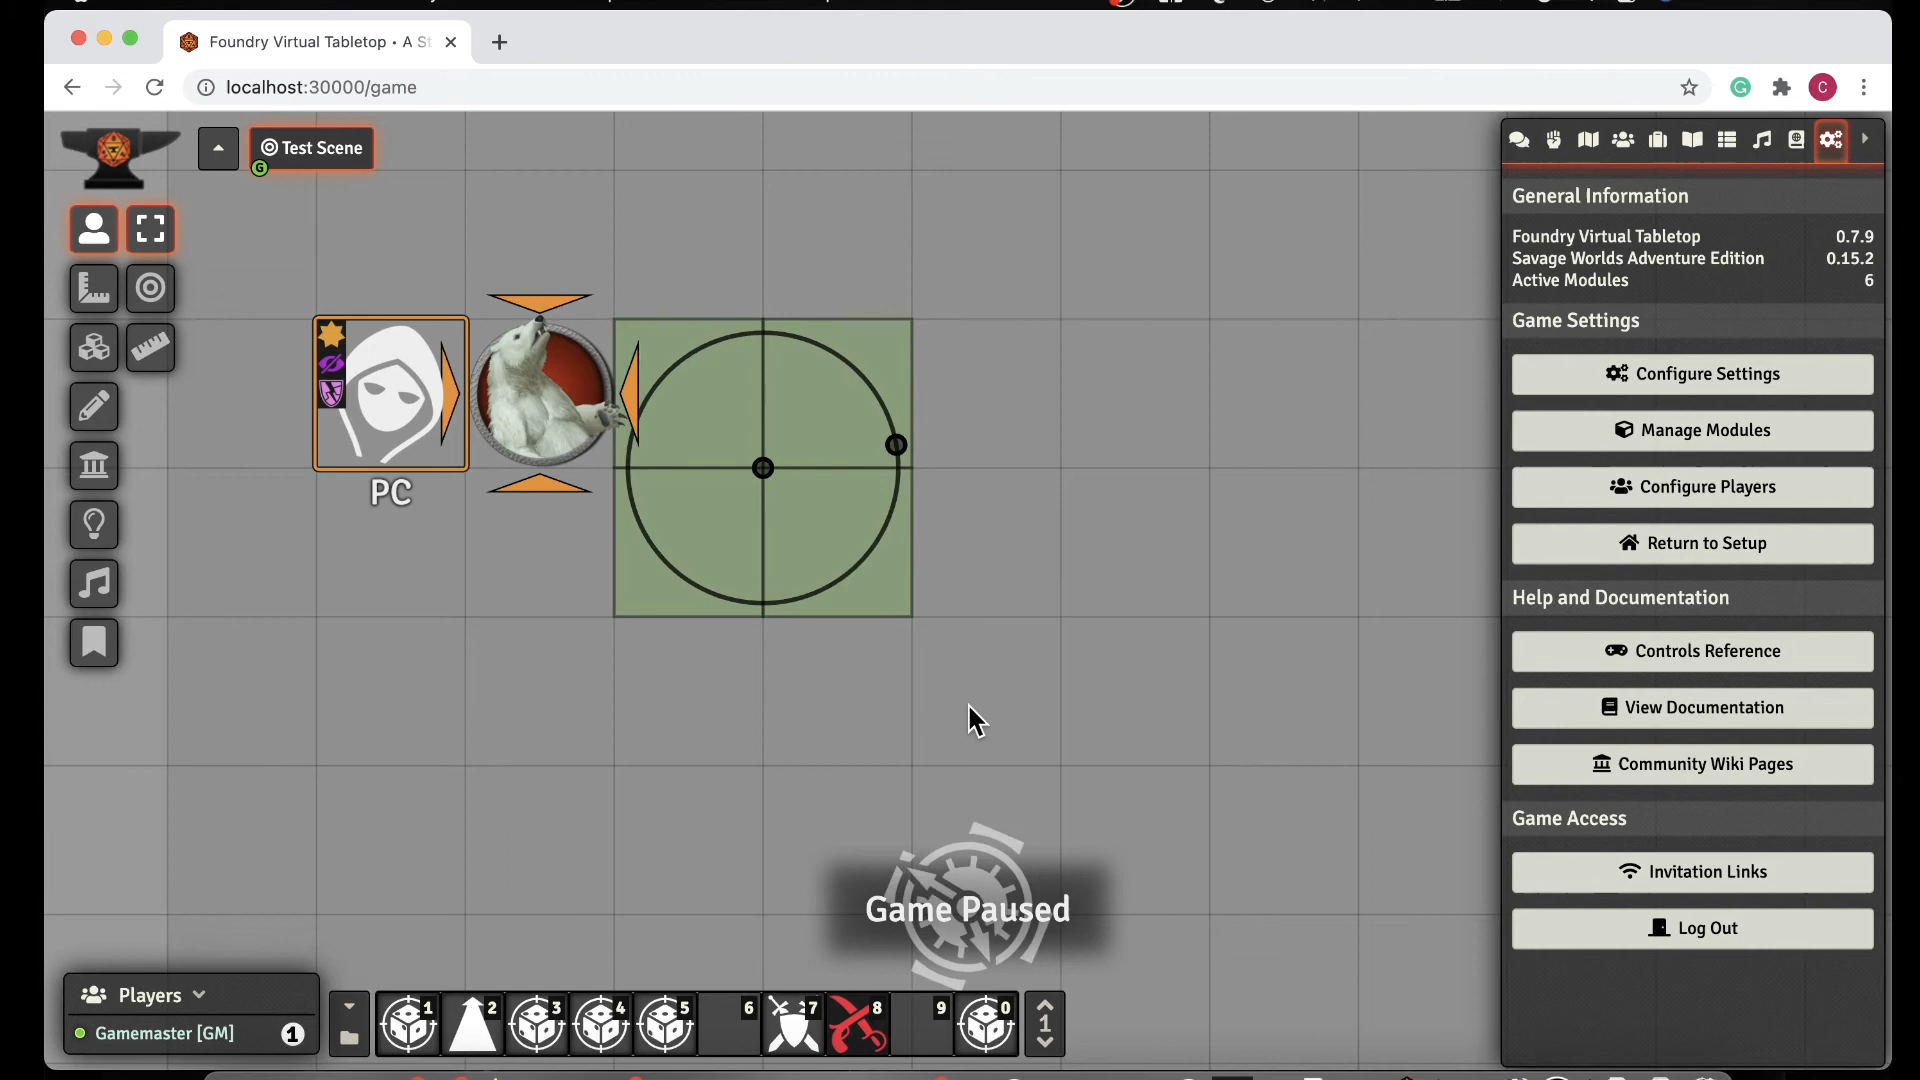 Foundry Virtual Tabletop • A St
localhost:30000/game
C
Test Scene
G
General Information
Foundry Virtual Tabletop 0.7.9
Savage Worlds Adventure Edition 0.15.2
Active Modules 6
Game Settings
Configure Settings
Manage Modules
Configure Players
Return to Setup
Help and Documentation
Controls Reference
View Documentation
Community Wiki Pages
Game Access
Invitation Links
Log Out
PC
Game Paused
Players
Gamemaster [GM] 1
1 2 3 4 5 6 7 8 9 0
1